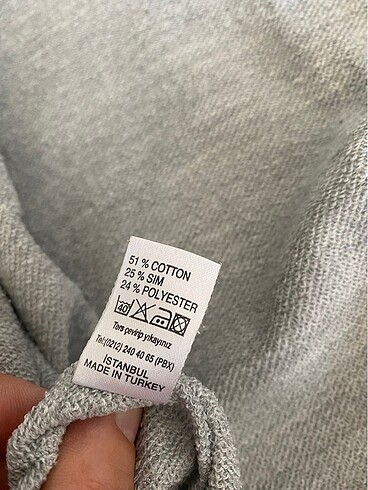 51 % COTTON
25 % SIM
24 % POLYESTER
40
Ters çevirip yıkayınız
Tel:(0212) 240 40 65 (PBX)
İSTANBUL
MADE IN TURKEY